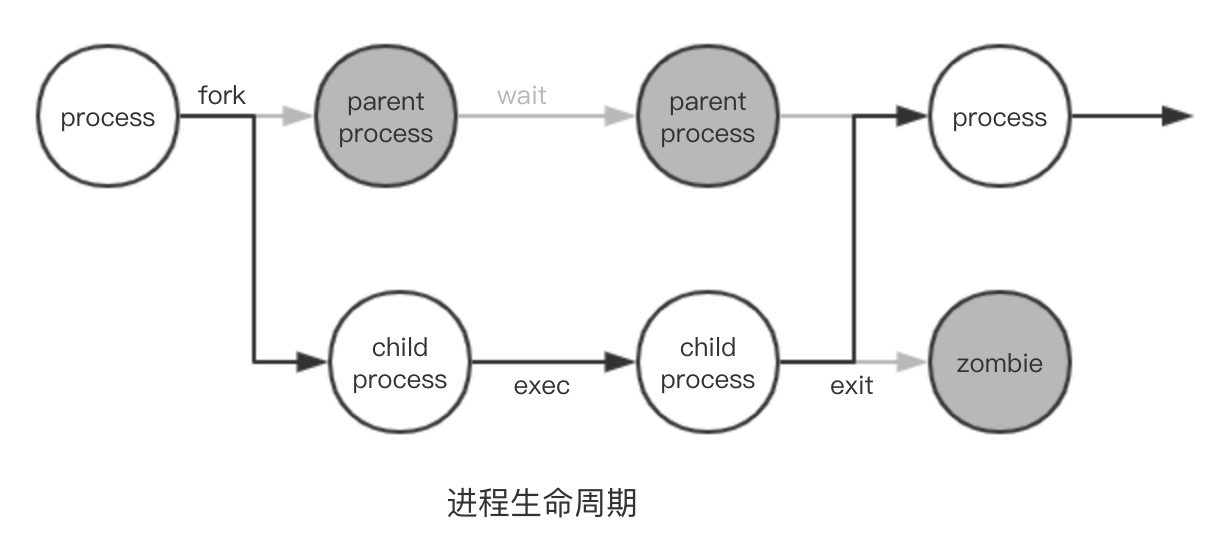 process
fork
parent
process
wait
parent
process
process
child
process
exec
child
process
exit
zombie
进程生命周期